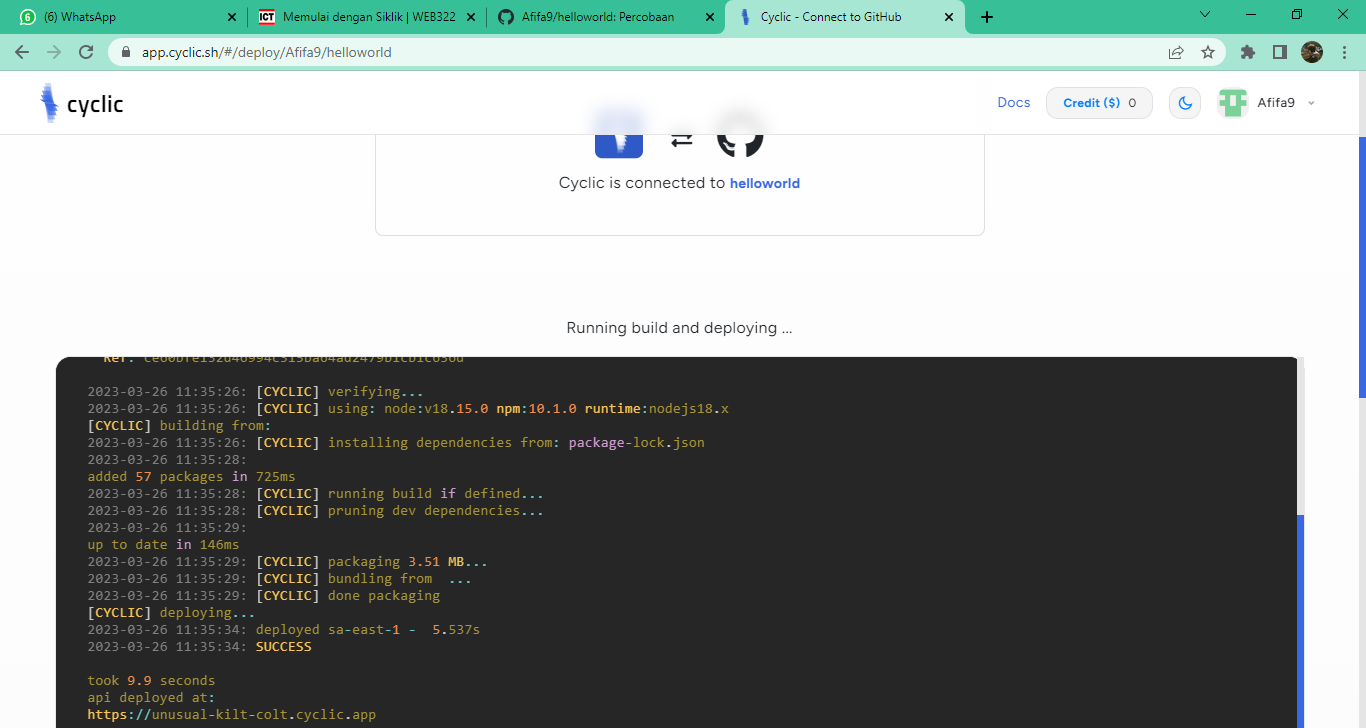 (6) WhatsApp
ICT Memulai dengan Siklik | WEB322
Afifa9/helloworld: Percobaan
Cyclic - Connect to GitHub
app.cyclic.sh/#/deploy/Afifa9/helloworld
cyclic
Docs
Credit ($) 0
Afifa9
Cyclic is connected to helloworld
Running build and deploying ...
2023-03-26 11:35:26: [CYCLIC] verifying...
2023-03-26 11:35:26: [CYCLIC] using: node:v18.15.0 npm:10.1.0 runtime:nodejs18.x
[CYCLIC] building from:
2023-03-26 11:35:26: [CYCLIC] installing dependencies from: package-lock.json
2023-03-26 11:35:28:
added 57 packages in 725ms
2023-03-26 11:35:28: [CYCLIC] running build if defined...
2023-03-26 11:35:28: [CYCLIC] pruning dev dependencies...
2023-03-26 11:35:29:
up to date in 146ms
2023-03-26 11:35:29: [CYCLIC] packaging 3.51 MB...
2023-03-26 11:35:29: [CYCLIC] bundling from  ...
2023-03-26 11:35:29: [CYCLIC] done packaging
[CYCLIC] deploying...
2023-03-26 11:35:34: deployed sa-east-1 -  5.537s
2023-03-26 11:35:34: SUCCESS
took 9.9 seconds
api deployed at:
https://unusual-kilt-colt.cyclic.app